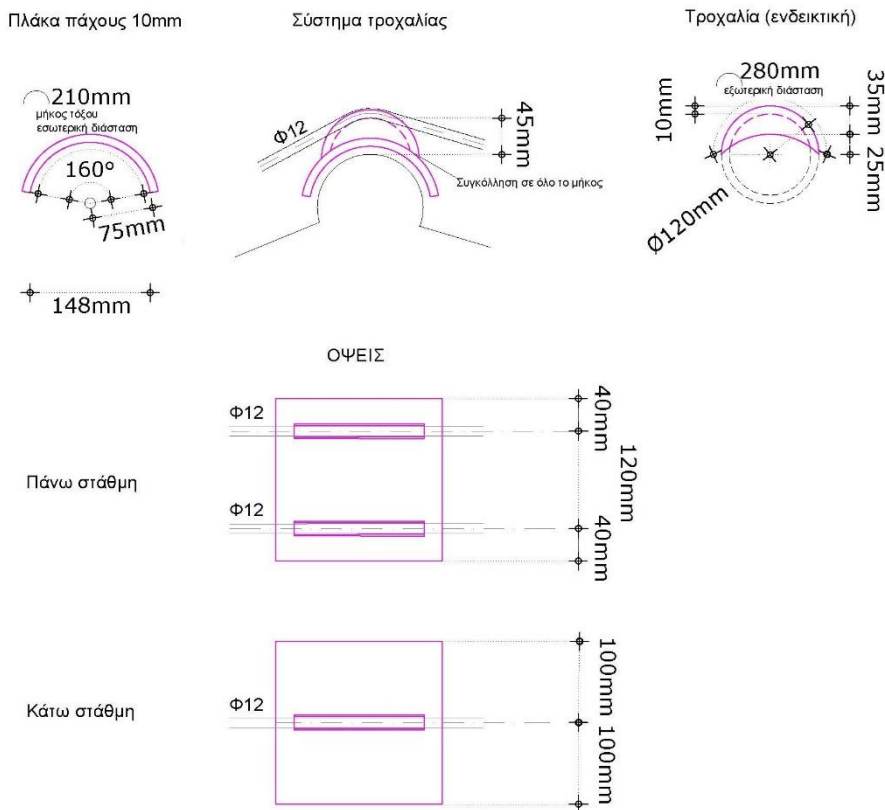 Πλάκα πάχους 10mm
Σύστημα τροχαλίας
Τροχαλία (ενδεικτική)
210mm
μήκος τόξου
εσωτερική διάσταση
160°
75mm
148mm
Φ12
45mm
Συγκόλληση σε όλο το μήκος
280mm
εξωτερική διάσταση
10mm
35mm
25mm
Ø120mm
ΟΨΕΙΣ
Πάνω στάθμη
Φ12
Φ12
40mm
120mm
40mm
Κάτω στάθμη
Φ12
100mm
100mm